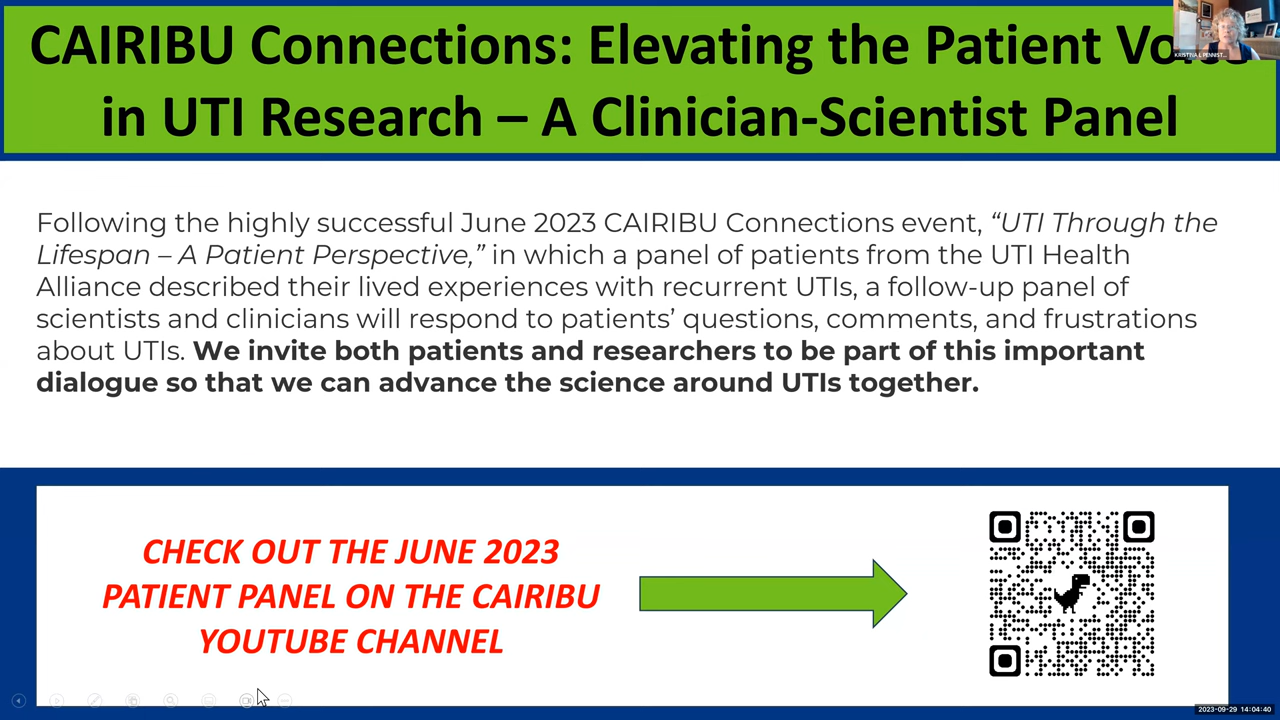 CAIRIBU Connections: Elevating the Patient
in UTI Research – A Clinician-Scientist Panel
KRISTINA L PENNIST...
Following the highly successful June 2023 CAIRIBU Connections event, “UTI Through the
Lifespan – A Patient Perspective,” in which a panel of patients from the UTI Health
Alliance described their lived experiences with recurrent UTIs, a follow-up panel of
scientists and clinicians will respond to patients’ questions, comments, and frustrations
about UTIs. We invite both patients and researchers to be part of this important
dialogue so that we can advance the science around UTIs together.
CHECK OUT THE JUNE 2023
PATIENT PANEL ON THE CAIRIBU
YOUTUBE CHANNEL
2023-09-29 14:04:40